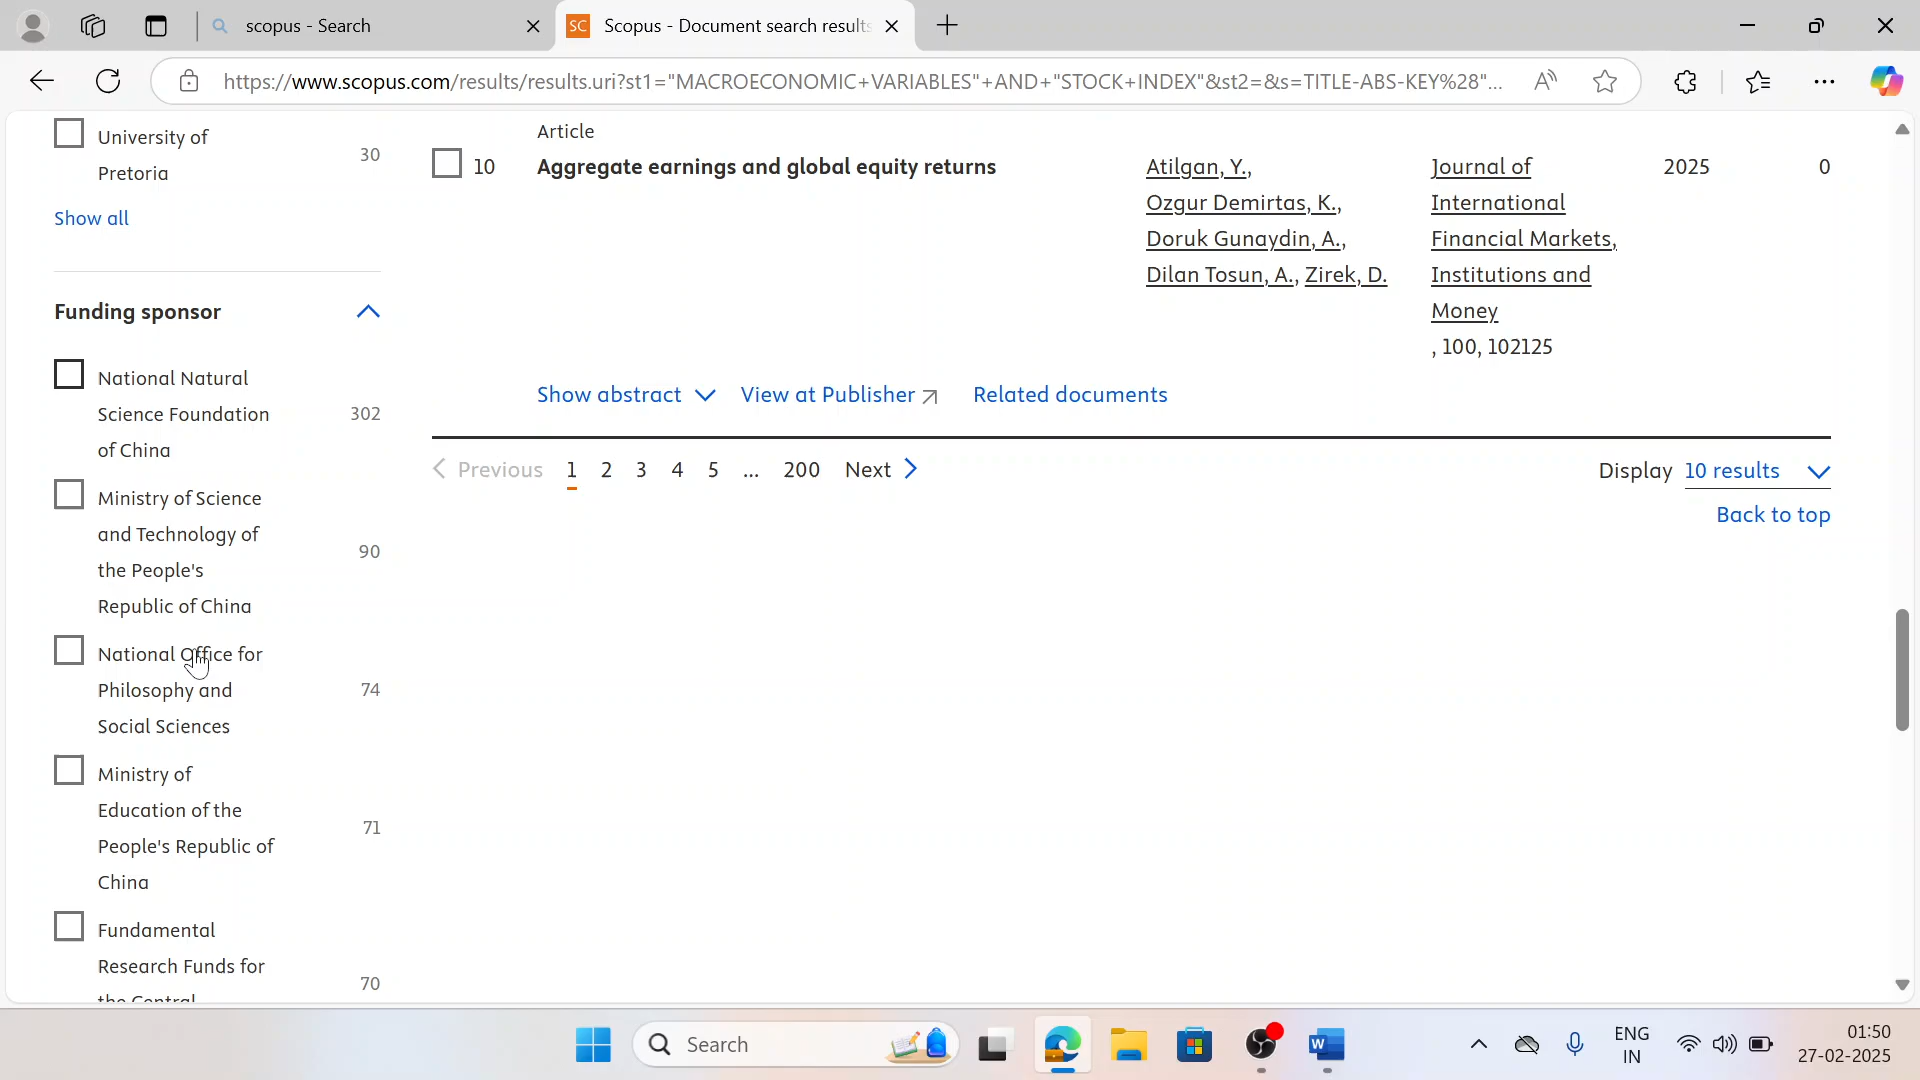 scopus - Search
SC Scopus - Document search results
https://www.scopus.com/results/results.uri?st1="MACROECONOMIC+VARIABLES"+AND+"STOCK+INDEX"&st2=&s=TITLE-ABS-KEY%28"...
University of
Pretoria
30
Show all
Funding sponsor
National Natural
Science Foundation
of China
302
Ministry of Science
and Technology of
the People's
Republic of China
90
National Office for
Philosophy and
Social Sciences
74
Ministry of
Education of the
People's Republic of
China
71
Fundamental
Research Funds for
the Central
70
Article
10 Aggregate earnings and global equity returns
Atilgan, Y.,
Ozgur Demirtas, K.,
Doruk Gunaydin, A.,
Dilan Tosun, A., Zirek, D.
Journal of
International
Financial Markets,
Institutions and
Money
, 100, 102125
2025
0
Show abstract View at Publisher Related documents
Previous 1 2 3 4 5 ... 200 Next
Display 10 results
Back to top
Search
W
ENG
IN
01:50
27-02-2025